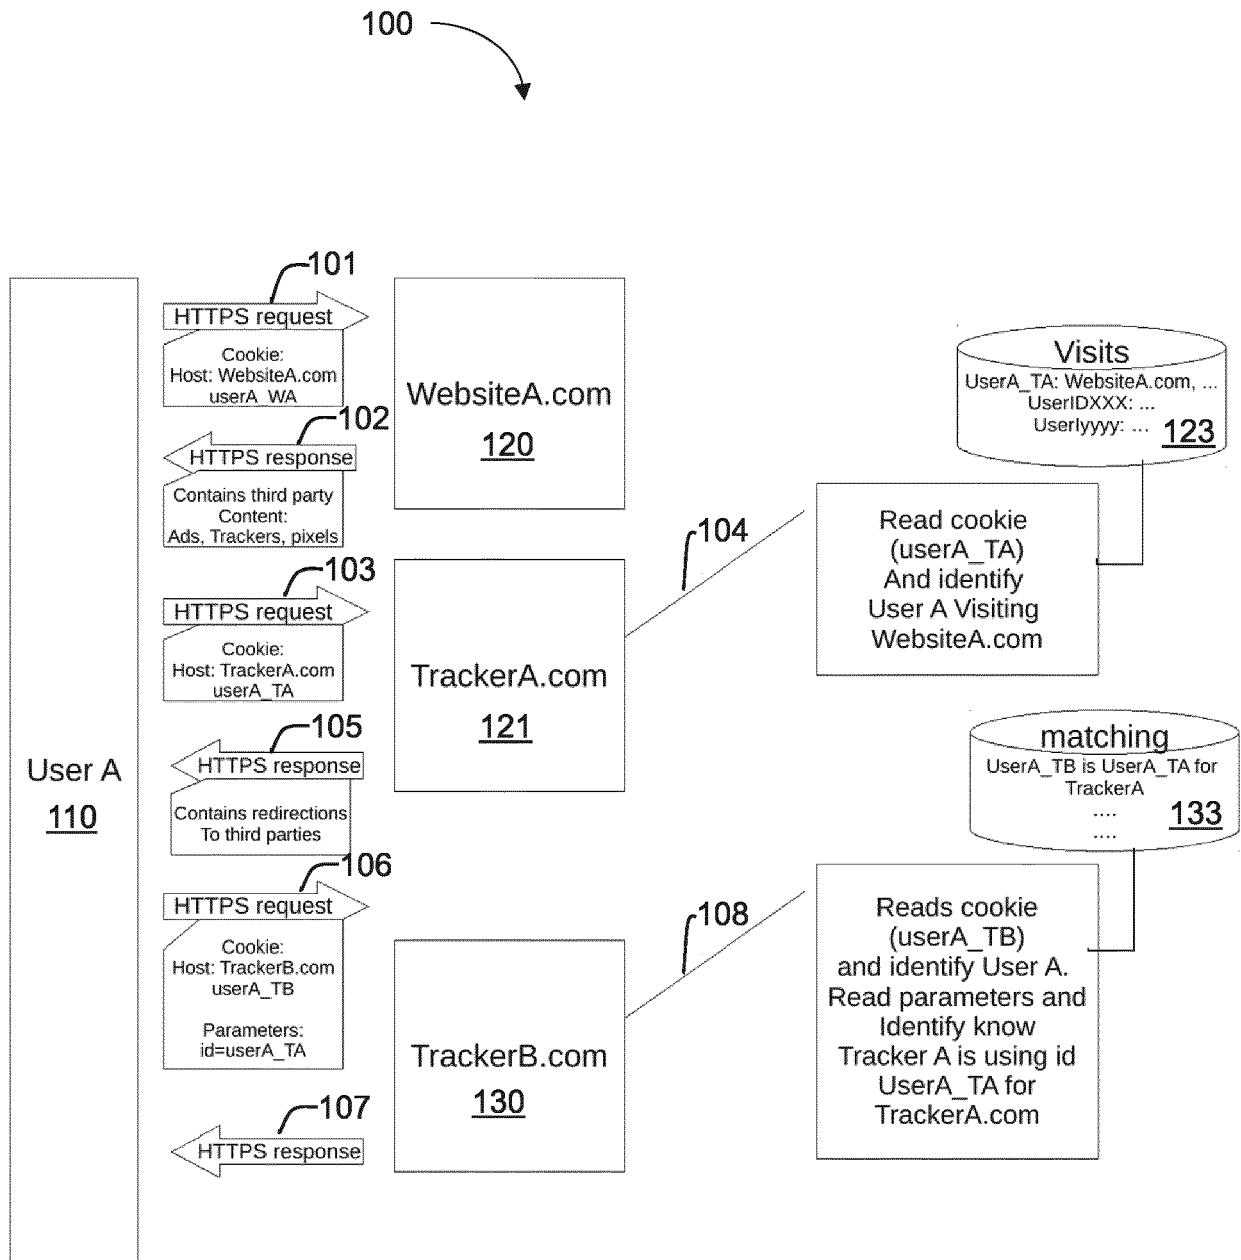 100
101
HTTPS request
Cookie:
Host: WebsiteA.com
userA_WA
102
HTTPS response
Contains third party
Content:
Ads, Trackers, pixels
WebsiteA.com
120
Visits
UserA_TA: WebsiteA.com, ...
UserIDXXX: ...
UserIyyyy: ...
123
103
HTTPS request
Cookie:
Host: TrackerA.com
userA_TA
TrackerA.com
121
104
Read cookie
(userA_TA)
And identify
User A Visiting
WebsiteA.com
105
HTTPS response
Contains redirections
To third parties
User A
110
matching
UserA_TB is UserA_TA for
TrackerA
....
....
133
106
HTTPS request
Cookie:
Host: TrackerB.com
userA_TB
Parameters:
id=userA_TA
TrackerB.com
130
108
Reads cookie
(userA_TB)
and identify User A.
Read parameters and
Identify know
Tracker A is using id
UserA_TA for
TrackerA.com
107
HTTPS response